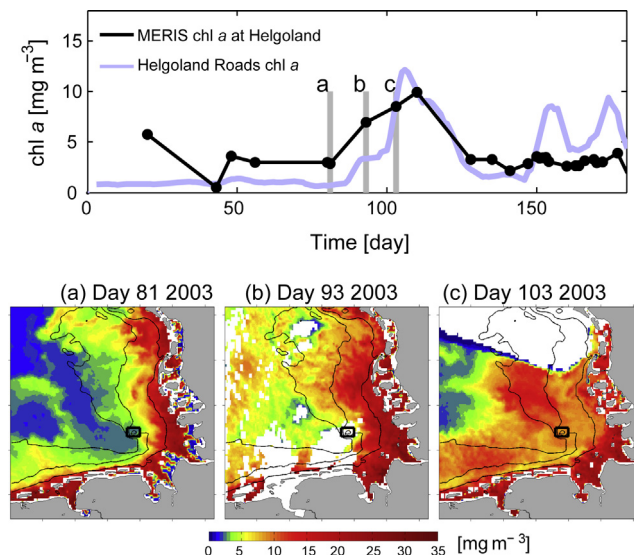 MERIS chl a at Helgoland
Helgoland Roads chl a
chl a [mg m⁻³]
15
10
5
0
a
b
c
0
50
100
150
Time [day]
(a) Day 81 2003
(b) Day 93 2003
(c) Day 103 2003
0
5
10
15
20
25
30
35
[mg m⁻³]